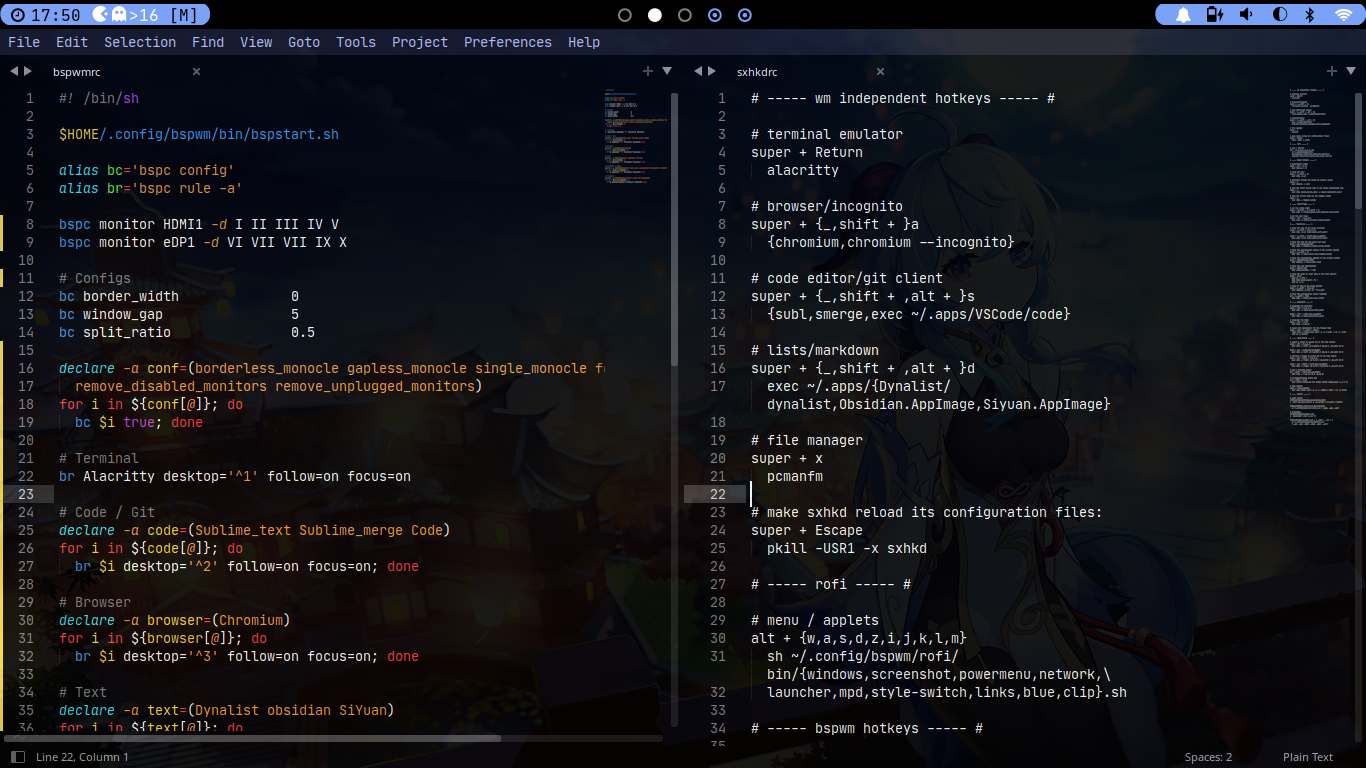 17:50 >16 [M]
File Edit Selection Find View Goto Tools Project Preferences Help
bspwmrc
1 #! /bin/sh
2
3 $HOME/.config/bspwm/bin/bspstart.sh
4
5 alias bc='bspc config'
6 alias br='bspc rule -a'
7
8 bspc monitor HDMI1 -d I II III IV V
9 bspc monitor eDP1 -d VI VII VII IX X
10
11 # Configs
12 bc border_width 0
13 bc window_gap 5
14 bc split_ratio 0.5
15
16 declare -a conf=(borderless_monocle gapless_monocle single_monocle
17 remove_disabled_monitors remove_unplugged_monitors)
18 for i in ${conf[@]}; do
19 bc $i true; done
20
21 # Terminal
22 br Alacritty desktop='^1' follow=on focus=on
23
24 # Code / Git
25 declare -a code=(Sublime_text Sublime_merge Code)
26 for i in ${code[@]}; do
27 br $i desktop='^2' follow=on focus=on; done
28
29 # Browser
30 declare -a browser=(Chromium)
31 for i in ${browser[@]}; do
32 br $i desktop='^3' follow=on focus=on; done
33
34 # Text
35 declare -a text=(Dynalist obsidian SiYuan)
36 for i in ${text[@]}; do
sxhkdrc
1 # ----- wm independent hotkeys ----- #
2
3 # terminal emulator
4 super + Return
5 alacritty
6
7 # browser/incognito
8 super + {_,shift + }a
9 {chromium,chromium --incognito}
10
11 # code editor/git client
12 super + {_,shift + ,alt + }s
13 {subl,smerge,exec ~/.apps/VSCode/code}
14
15 # lists/markdown
16 super + {_,shift + ,alt + }d
17 exec ~/.apps/{Dynalist/
dynalist,Obsidian.AppImage,Siyuan.AppImage}
18
19 # file manager
20 super + x
21 pcmanfm
22
23 # make sxhkd reload its configuration files:
24 super + Escape
25 pkill -USR1 -x sxhkd
26
27 # ----- rofi ----- #
28
29 # menu / applets
30 alt + {w,a,s,d,z,i,j,k,l,m}
31 sh ~/.config/bspwm/rofi/
bin/{windows,screenshot,powermenu,network,\
32 launcher,mpd,style-switch,links,blue,clip}.sh
33
34 # ----- bspwm hotkeys ----- #
35
Line 22, Column 1
Spaces: 2 Plain Text